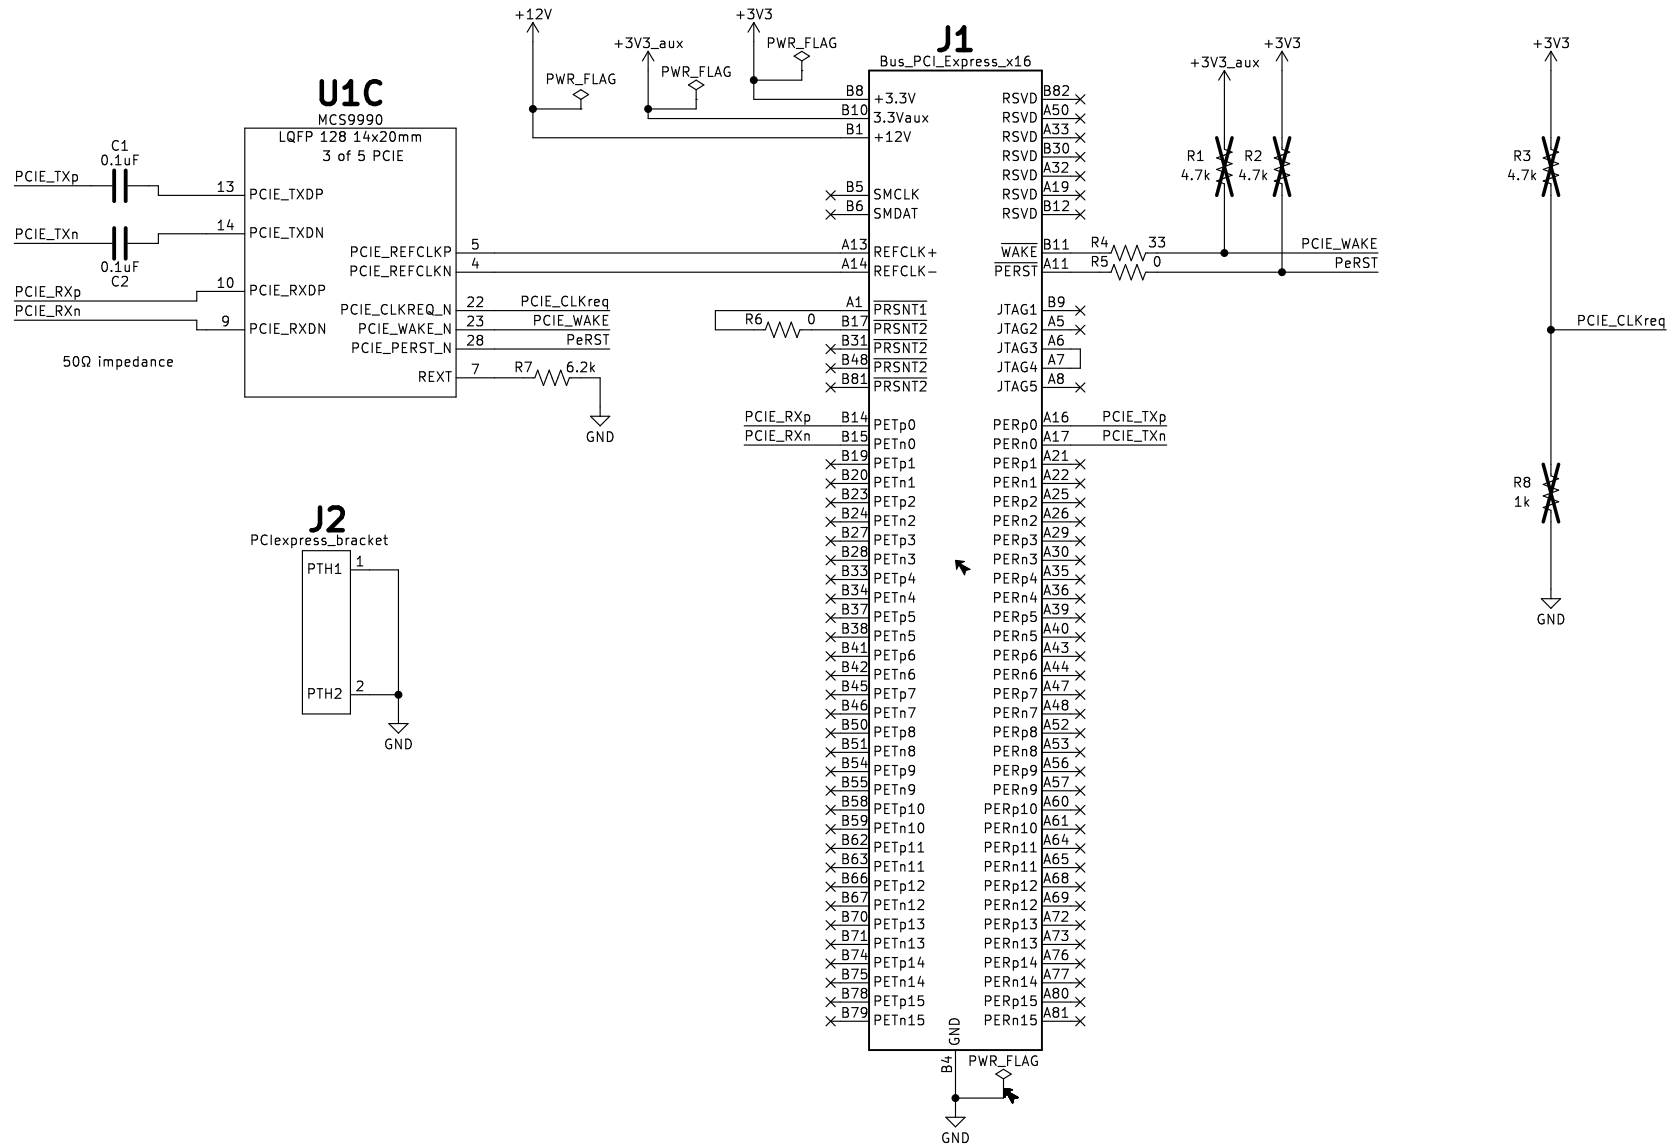 +12V
+3V3
+3V3_aux
PWR_FLAG
PWR_FLAG
PWR_FLAG
J1
Bus_PCI_Express_x16
+3V3
+3V3_aux
+3V3
U1C
MCS9990
LQFP 128 14x20mm
3 of 5 PCIE
C1
0.1uF
PCIE_TXp
13 PCIE_TXDP
PCIE_TXn
14 PCIE_TXDN
0.1uF
C2
PCIE_RXp
10 PCIE_RXDP
PCIE_RXn
9 PCIE_RXDN
50Ω impedance
PCIE_REFCLKP 5
PCIE_REFCLKN 4
PCIE_CLKREQ_N 22 PCIE_CLKreq
PCIE_WAKE_N 23 PCIE_WAKE
PCIE_PERST_N 28 PeRST
REXT 7 R7 6.2k
GND
J2
PCIexpress_bracket
PTH1 1
PTH2 2
GND
B8 +3.3V
B10 3.3Vaux
B1 +12V
B5 SMCLK
B6 SMDAT
A13 REFCLK+
A14 REFCLK-
A1 PRSNT1
R6 0 B17 PRSNT2
B31 PRSNT2
B48 PRSNT2
B81 PRSNT2
PCIE_RXp B14 PETp0
PCIE_RXn B15 PETn0
B19 PETp1
B20 PETn1
B23 PETp2
B24 PETn2
B27 PETp3
B28 PETn3
B33 PETp4
B34 PETn4
B37 PETp5
B38 PETn5
B41 PETp6
B42 PETn6
B45 PETp7
B46 PETn7
B50 PETp8
B51 PETn8
B54 PETp9
B55 PETn9
B58 PETp10
B59 PETn10
B62 PETp11
B63 PETn11
B66 PETp12
B67 PETn12
B70 PETp13
B71 PETn13
B74 PETp14
B75 PETn14
B78 PETp15
B79 PETn15
RSVD B82
RSVD A50
RSVD A33
RSVD B30
RSVD A32
RSVD A19
RSVD B12
WAKE B11 R4 33 PCIE_WAKE
PERST A11 R5 0 PeRST
JTAG1 B9
JTAG2 A5
JTAG3 A6
JTAG4 A7
JTAG5 A8
PERp0 A16 PCIE_TXp
PERn0 A17 PCIE_TXn
PERp1 A21
PERn1 A22
PERp2 A25
PERn2 A26
PERp3 A29
PERn3 A30
PERp4 A35
PERn4 A36
PERp5 A39
PERn5 A40
PERp6 A43
PERn6 A44
PERp7 A47
PERn7 A48
PERp8 A52
PERn8 A53
PERp9 A56
PERn9 A57
PERp10 A60
PERn10 A61
PERp11 A64
PERn11 A65
PERp12 A68
PERn12 A69
PERp13 A72
PERn13 A73
PERp14 A76
PERn14 A77
PERp15 A80
PERn15 A81
GND
B4
PWR_FLAG
GND
R1
4.7k
R2
4.7k
R3
4.7k
PCIE_CLKreq
R8
1k
GND